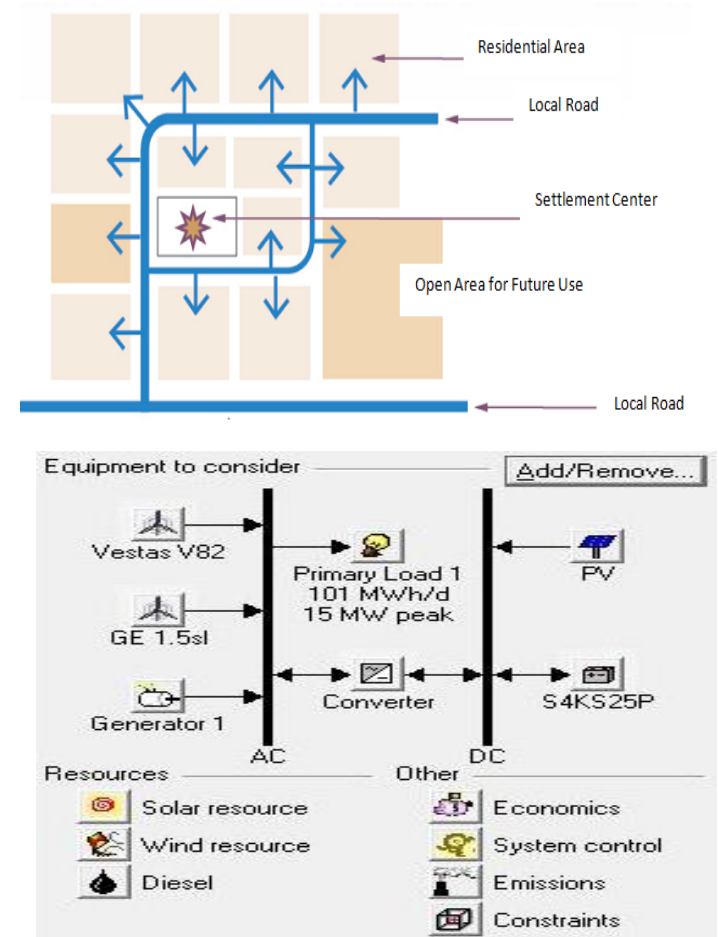 Residential Area
Local Road
Settlement Center
Open Area for Future Use
Local Road
Equipment to consider
Add/Remove...
Vestas V82
Primary Load 1
101 MWh/d
15 MW peak
PV
GE 1.5sl
Converter
S4KS25P
Generator 1
AC
DC
Resources
Other
Solar resource
Economics
Wind resource
System control
Diesel
Emissions
Constraints